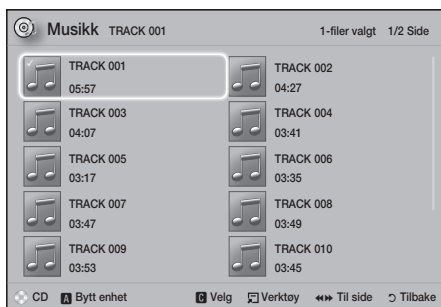 Musikk TRACK 001 1-filer valgt 1/2 Side
TRACK 001
05:57
TRACK 002
04:27
TRACK 003
04:07
TRACK 004
03:41
TRACK 005
03:17
TRACK 006
03:35
TRACK 007
03:47
TRACK 008
03:49
TRACK 009
03:53
TRACK 010
03:45
CD A Bytt enhet C Velg Verktøy Til side Tilbake